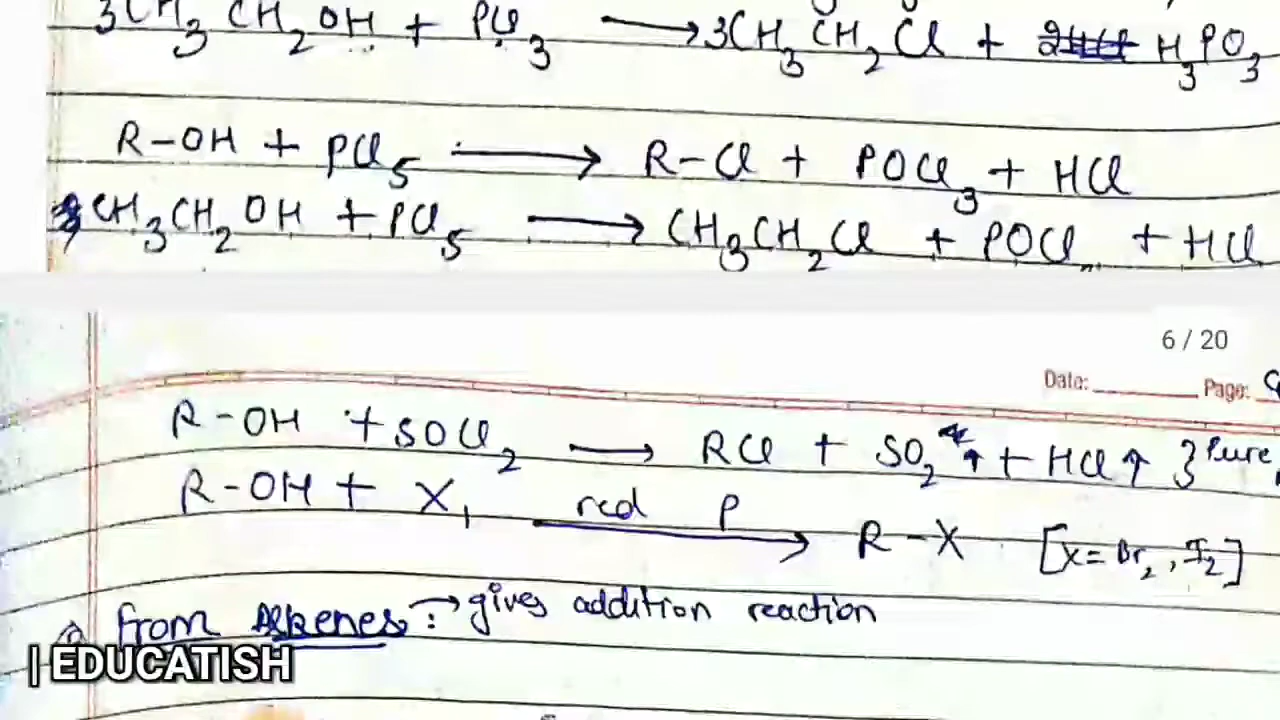 3CH₃CH₂OH + PCl₃ ⟶ 3CH₃CH₂Cl + H₃PO₃
R-OH + PCl₅ ⟶ R-Cl + POCl₃ + HCl
CH₃CH₂OH + PCl₅ ⟶ CH₃CH₂Cl + POCl + HCl
6 / 20
Date: Page:
R-OH + SOCl₂ ⟶ RCl + SO₂↑ + HCl↑ } Pure
R-OH + X, red P ⟶ R-X [X=Br₂, I₂]
From Alkenes: → gives addition reaction
| EDUCATISH